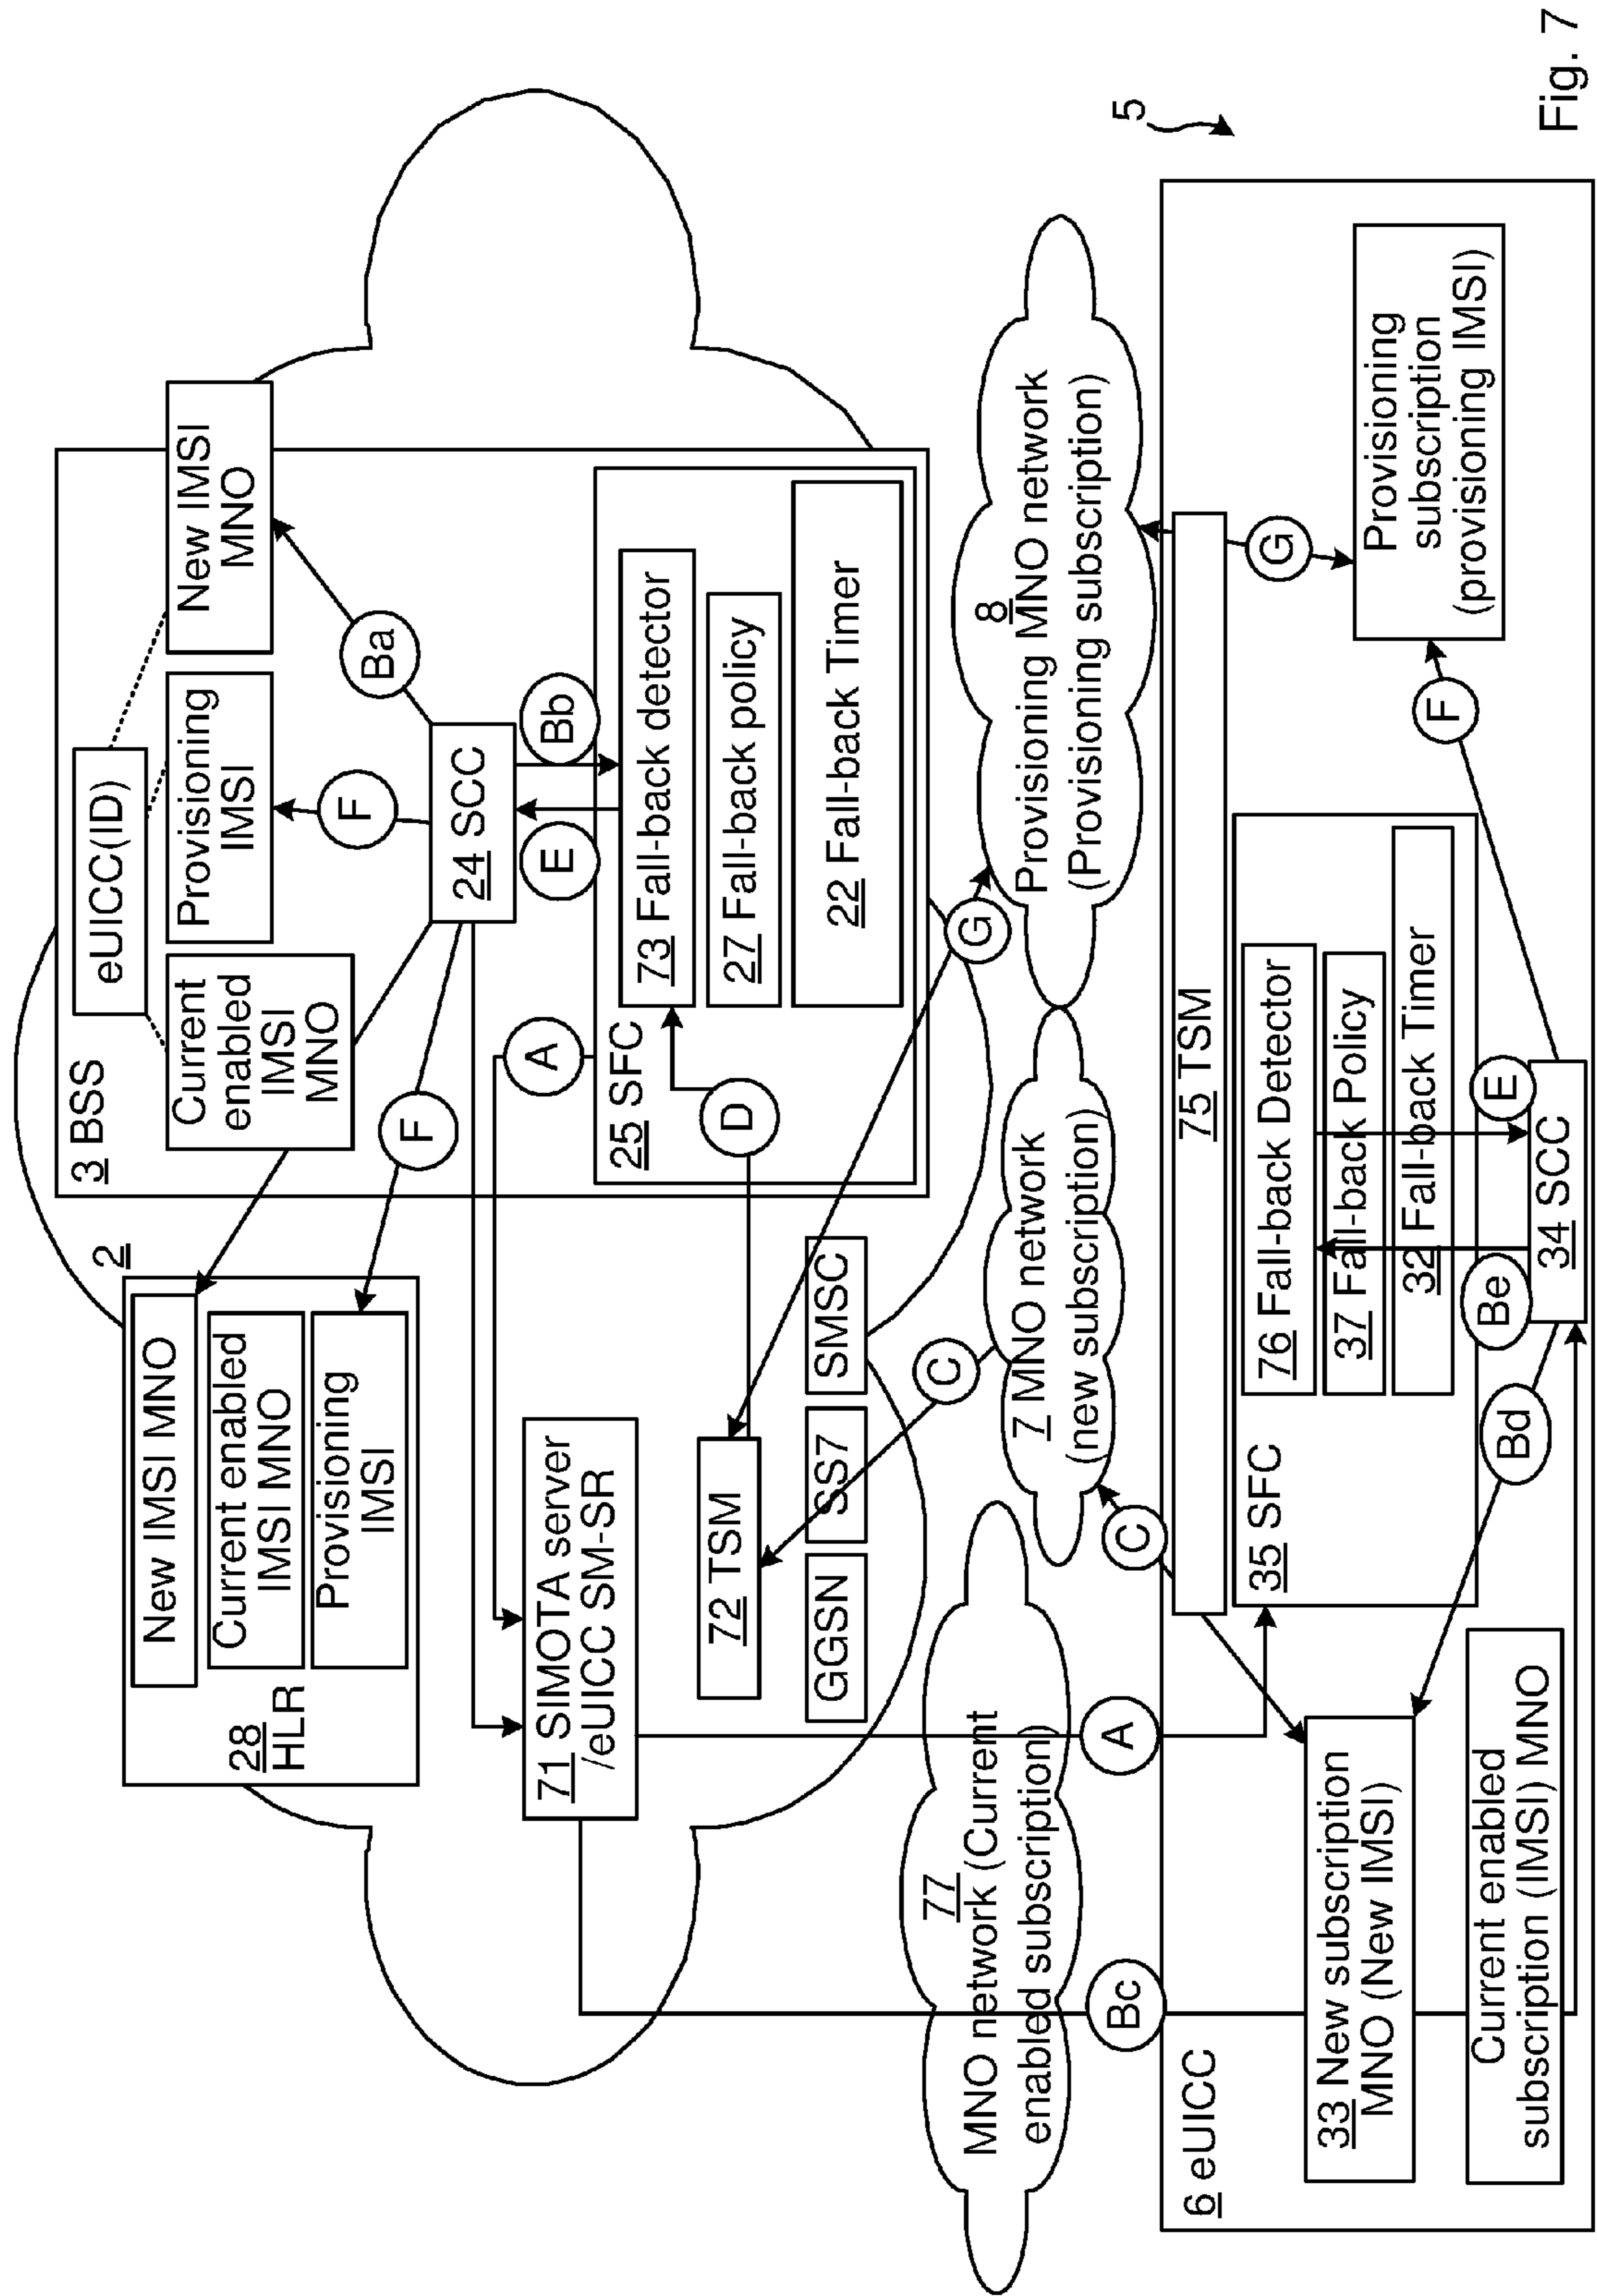 2
28
HLR
New IMSI MNO
Current enabled
IMSI MNO
Provisioning
IMSI
3 BSS
eUICC(ID)
Current
enabled
IMSI
MNO
Provisioning
IMSI
New IMSI
MNO
F
F
Ba
24 SCC
E
Bb
A
25 SFC
D
73 Fall-back detector
27 Fall-back policy
22 Fall-back Timer
71 SIMOTA server
/eUICC SM-SR
72 TSM
GGSN
SS7
SMSC
77
MNO network (Current
enabled subscription)
C
7 MNO network
(new subscription)
G
8
Provisioning MNO network
(Provisioning subscription)
Bc
A
C
5
6 eUICC
75 TSM
G
33 New subscription
MNO (New IMSI)
Current enabled
subscription (IMSI) MNO
35 SFC
76 Fall-back Detector
37 Fall-back Policy
32 Fall-back Timer
Bd
Be
E
34 SCC
F
Provisioning
subscription
(provisioning IMSI)
Fig. 7